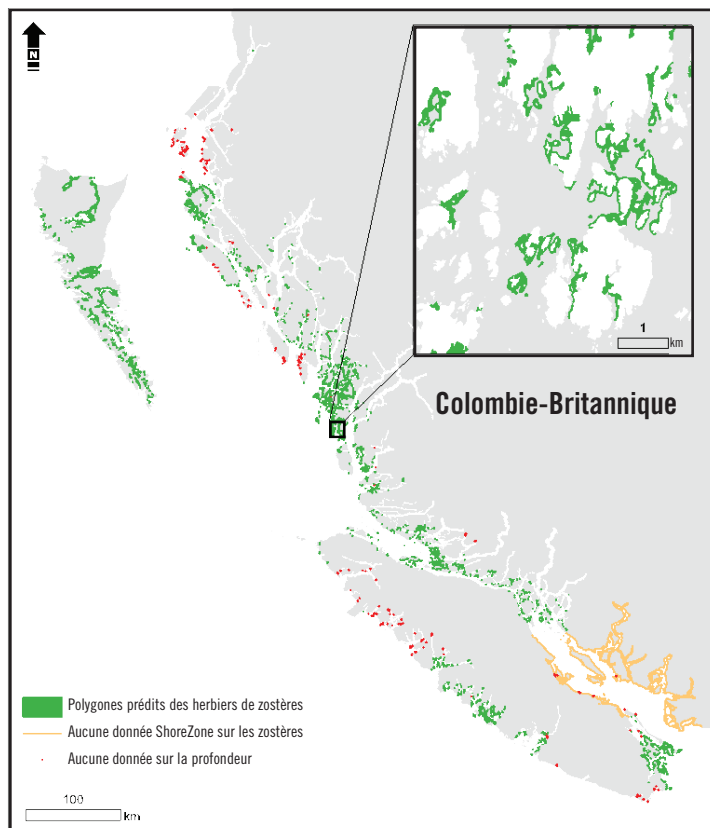 N
1
km
Colombie-Britannique
Polygones prédits des herbiers de zostères
Aucune donnée ShoreZone sur les zostères
Aucune donnée sur la profondeur
100
km